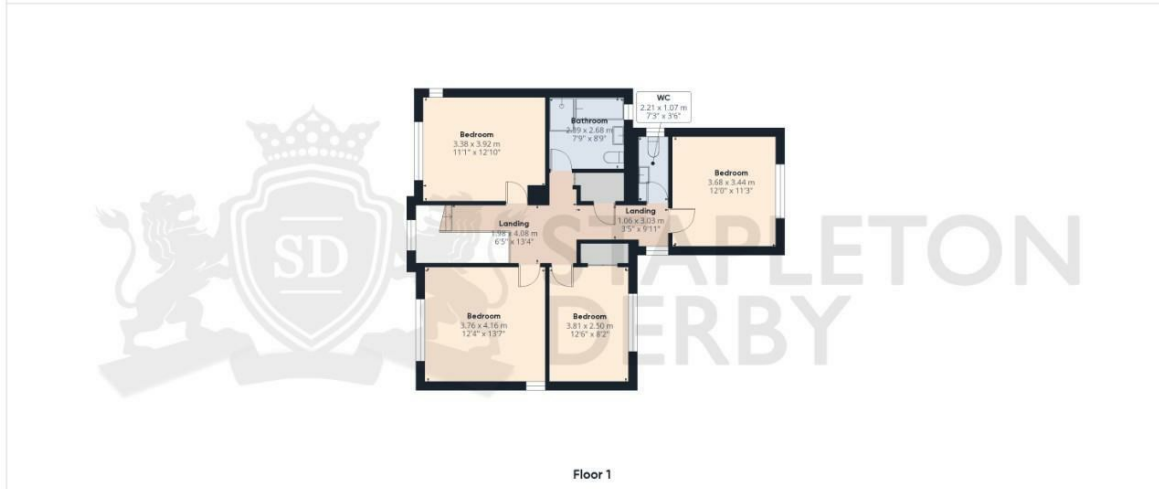 WC
2.21 x 1.07 m
7'3" x 3'6"
Bathroom
2.39 x 2.68 m
7'9" x 8'9"
Bedroom
3.38 x 3.92 m
11'1" x 12'10"
Bedroom
3.68 x 3.44 m
12'0" x 11'3"
Landing
1.98 x 4.08 m
6'5" x 13'4"
Landing
1.06 x 3.03 m
3'5" x 9'11"
SD
STAPLETON
DERBY
Bedroom
3.76 x 4.16 m
12'4" x 13'7"
Bedroom
3.81 x 2.50 m
12'6" x 8'2"
Floor 1